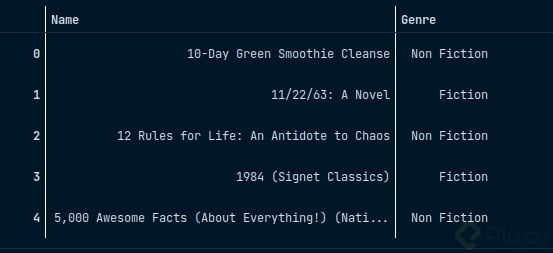 Name Genre
0 10-Day Green Smoothie Cleanse Non Fiction
1 11/22/63: A Novel Fiction
2 12 Rules for Life: An Antidote to Chaos Non Fiction
3 1984 (Signet Classics) Fiction
4 5,000 Awesome Facts (About Everything!) (Nati... Non Fiction
Platzi